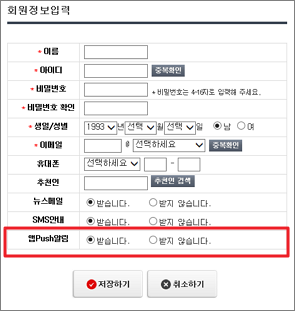 회원정보입력
* 이름
* 아이디 중복확인
* 비밀번호 * 비밀번호는 4-16자로 입력해 주세요.
* 비밀번호 확인
* 생일/성별 1993 년 선택 월 선택 일 남 여
* 이메일 @ 선택하세요 중복확인
휴대폰 선택하세요 -
추천인 추천인 검색
뉴스메일 받습니다. 받지 않습니다.
SMS안내 받습니다. 받지 않습니다.
앱Push알림 받습니다. 받지 않습니다.
저장하기 취소하기